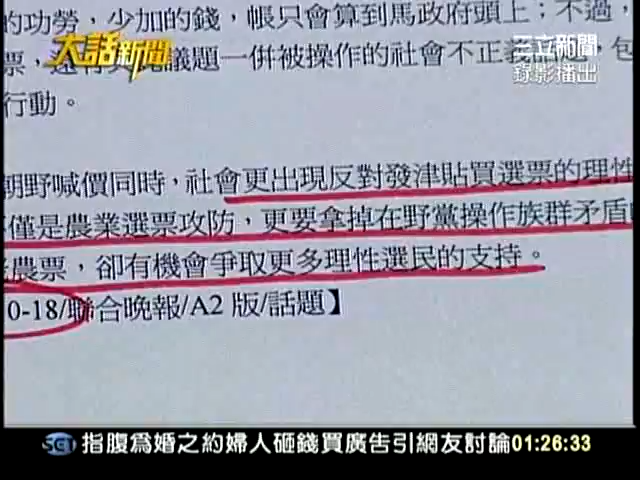 的功勞，少加的錢，帳只會算到馬政府頭上；不過，
大話新聞
三立新聞
錄影播出
票，還有其議題一併被操作的社會不正義話題，包
行動。
朝野喊價同時，社會更出現反對發津貼買選票的理性
僅是農業選票攻防，更要拿掉在野黨操作族群矛盾
農票，卻有機會爭取更多理性選民的支持。
0-18/聯合晚報/A2 版/話題】
SET 指腹為婚之約婦人砸錢買廣告引網友討論 01:26:33